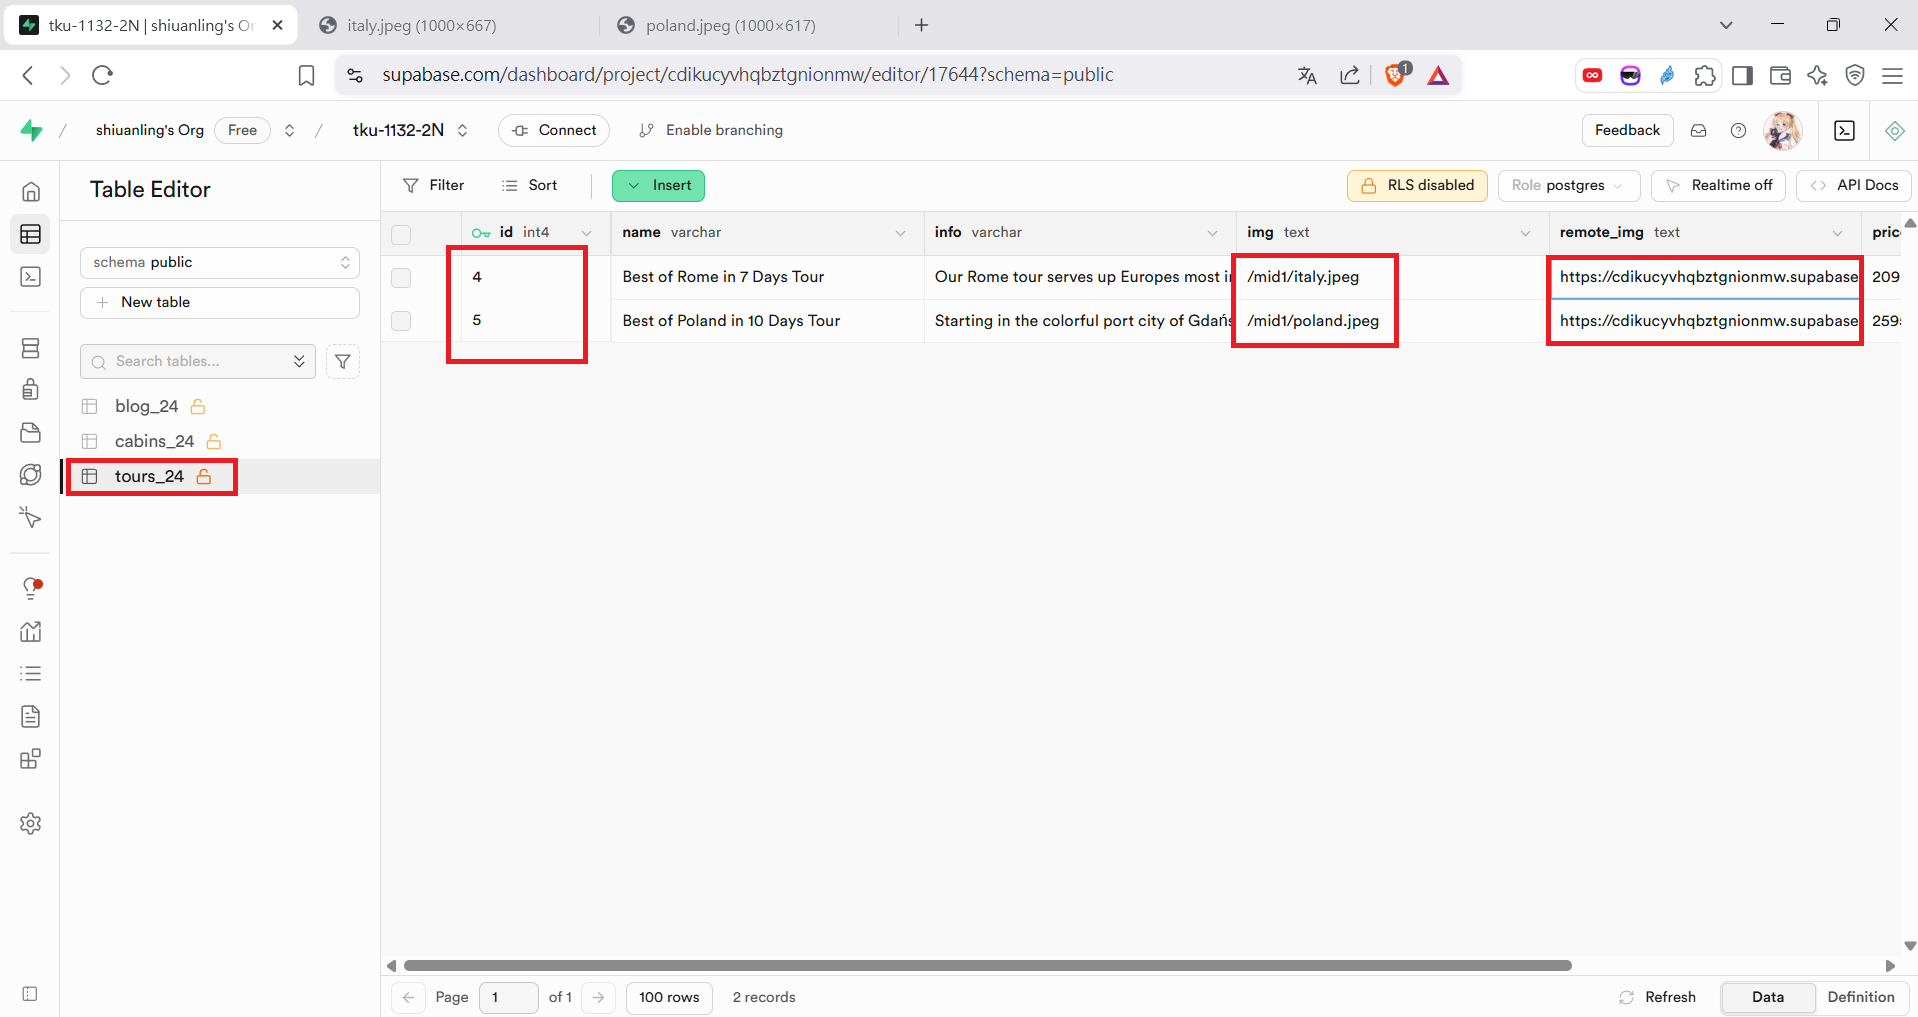 tku-1132-2N | shiuanling's Or
italy.jpeg (1000×667)
poland.jpeg (1000×617)
supabase.com/dashboard/project/cdikucyvhqbztgnionmw/editor/17644?schema=public
1
shiuanling's Org
Free
tku-1132-2N
Connect
Enable branching
Feedback
Table Editor
Filter
Sort
Insert
RLS disabled
Role postgres
Realtime off
API Docs
schema public
New table
Search tables...
blog_24
cabins_24
tours_24
id int4 name varchar info varchar img text remote_img text pric
4 Best of Rome in 7 Days Tour Our Rome tour serves up Europes most i /mid1/italy.jpeg https://cdikucyvhqbztgnionmw.supabase 209
5 Best of Poland in 10 Days Tour Starting in the colorful port city of Gdańs /mid1/poland.jpeg https://cdikucyvhqbztgnionmw.supabase 259
Page 1 of 1
100 rows
2 records
Refresh
Data
Definition